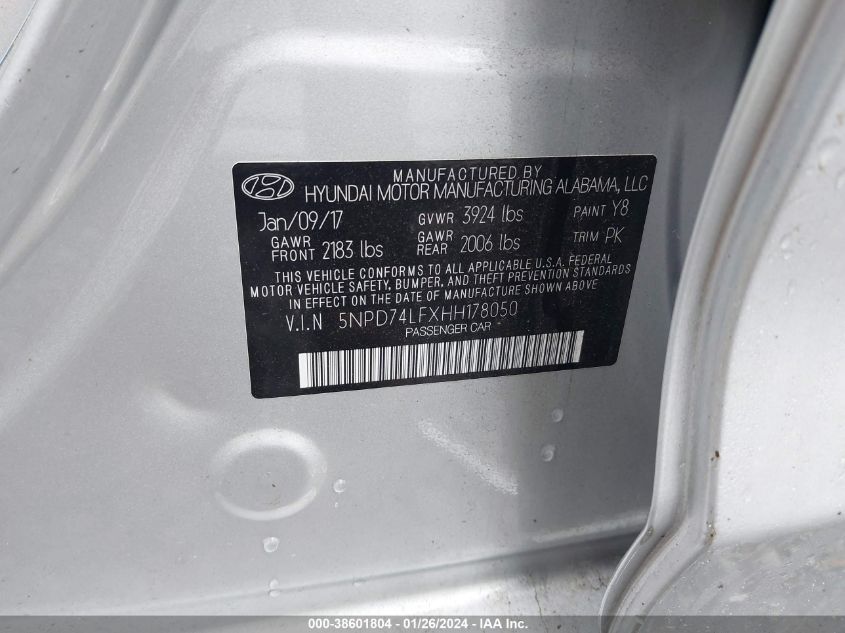 MANUFACTURED BY
HYUNDAI MOTOR MANUFACTURING ALABAMA, LLC
Jan/09/17 GVWR 3924 lbs PAINT Y8
GAWR FRONT 2183 lbs GAWR REAR 2006 lbs TRIM PK
THIS VEHICLE CONFORMS TO ALL APPLICABLE U.S.A. FEDERAL
MOTOR VEHICLE SAFETY, BUMPER, AND THEFT PREVENTION STANDARDS
IN EFFECT ON THE DATE OF MANUFACTURE SHOWN ABOVE
V.I.N 5NPD74LFXHH178050
PASSENGER CAR
000-38601804 - 01/26/2024 - IAA Inc.